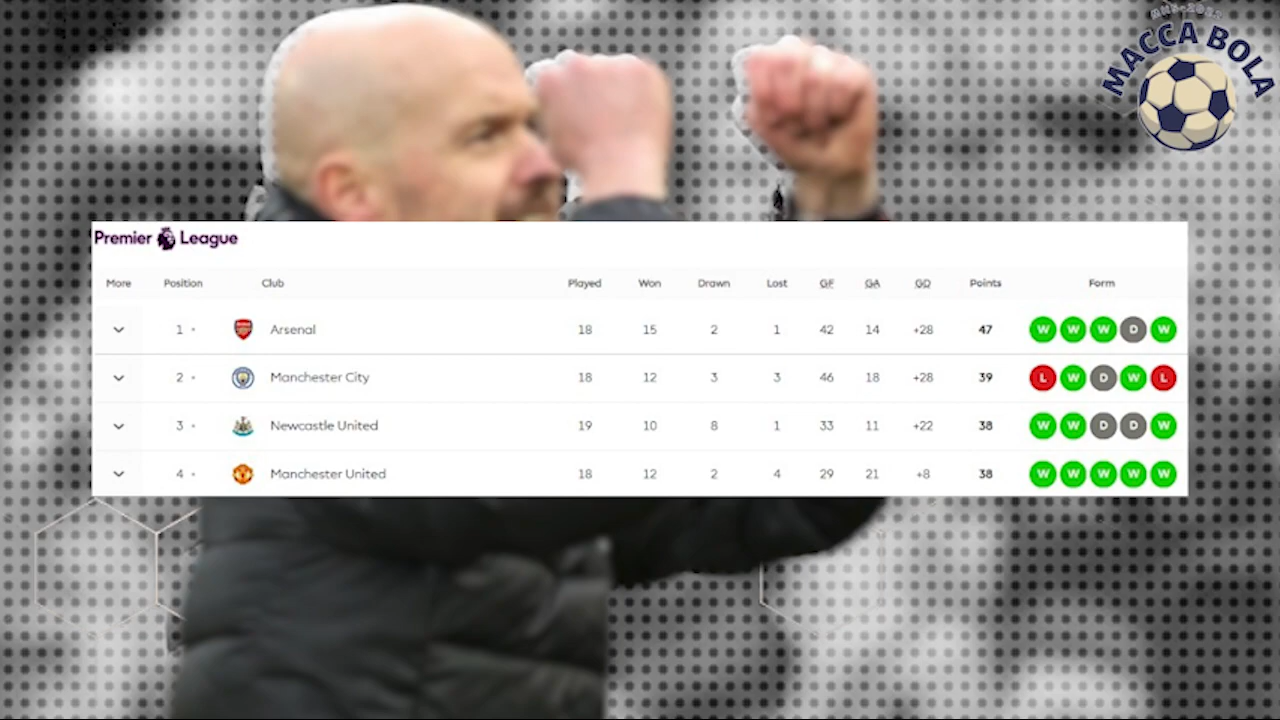 MHS-2022
MACCA BOLA
Premier League
More Position Club Played Won Drawn Lost GF GA GD Points Form
1 Arsenal 18 15 2 1 42 14 +28 47 W W W D W
2 Manchester City 18 12 3 3 46 18 +28 39 L W D W L
3 Newcastle United 19 10 8 1 33 11 +22 38 W W D D W
4 Manchester United 18 12 2 4 29 21 +8 38 W W W W W